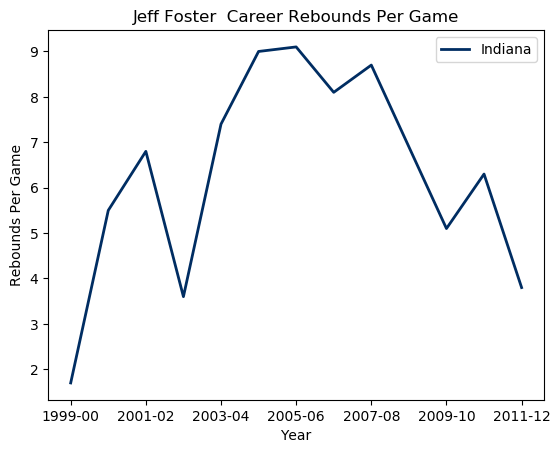 Jeff Foster  Career Rebounds Per Game
Indiana
Rebounds Per Game
9
8
7
6
5
4
3
2
1999-00 2001-02 2003-04 2005-06 2007-08 2009-10 2011-12
Year